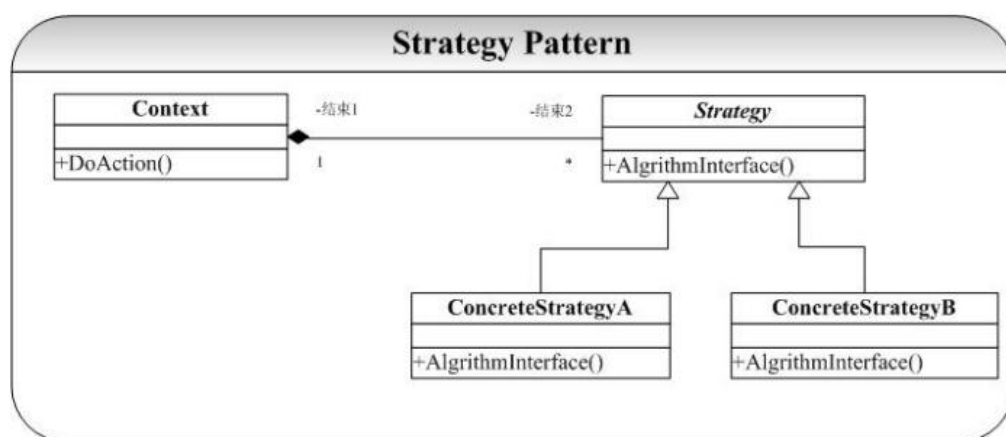 Strategy Pattern
Context
-结束1
-结束2
Strategy
+DoAction()
1
*
+AlgrithmInterface()
ConcreteStrategyA
ConcreteStrategyB
+AlgrithmInterface()
+AlgrithmInterface()